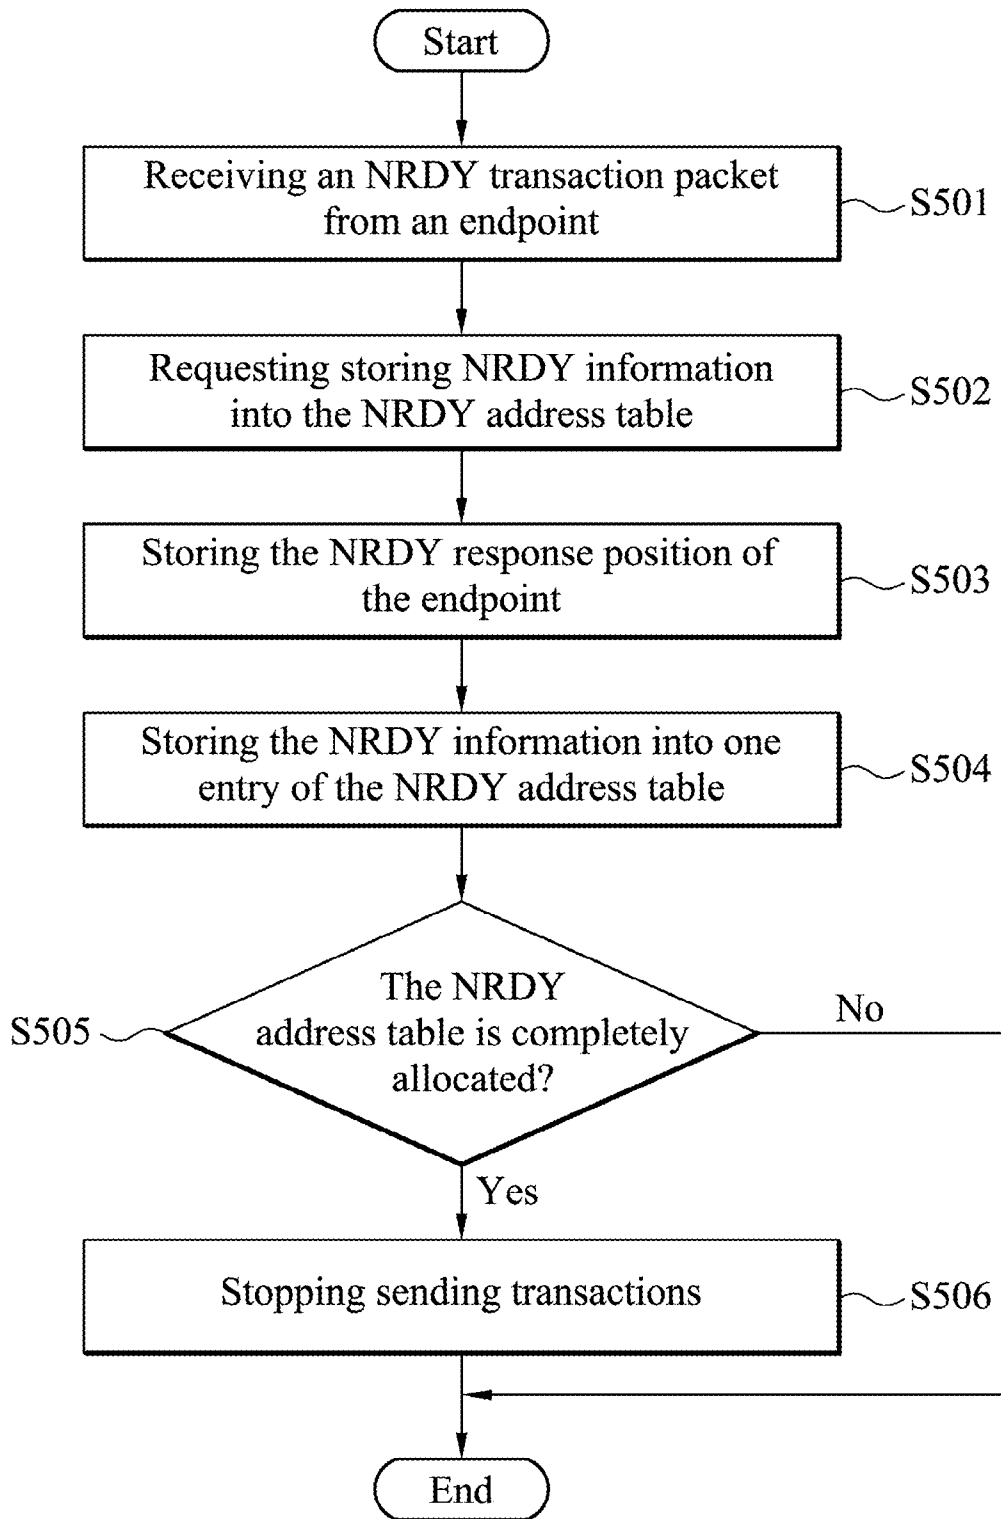 Start
Receiving an NRDY transaction packet
from an endpoint
S501
Requesting storing NRDY information
into the NRDY address table
S502
Storing the NRDY response position of
the endpoint
S503
Storing the NRDY information into one
entry of the NRDY address table
S504
The NRDY
address table is completely
allocated?
S505
No
Yes
Stopping sending transactions
S506
End